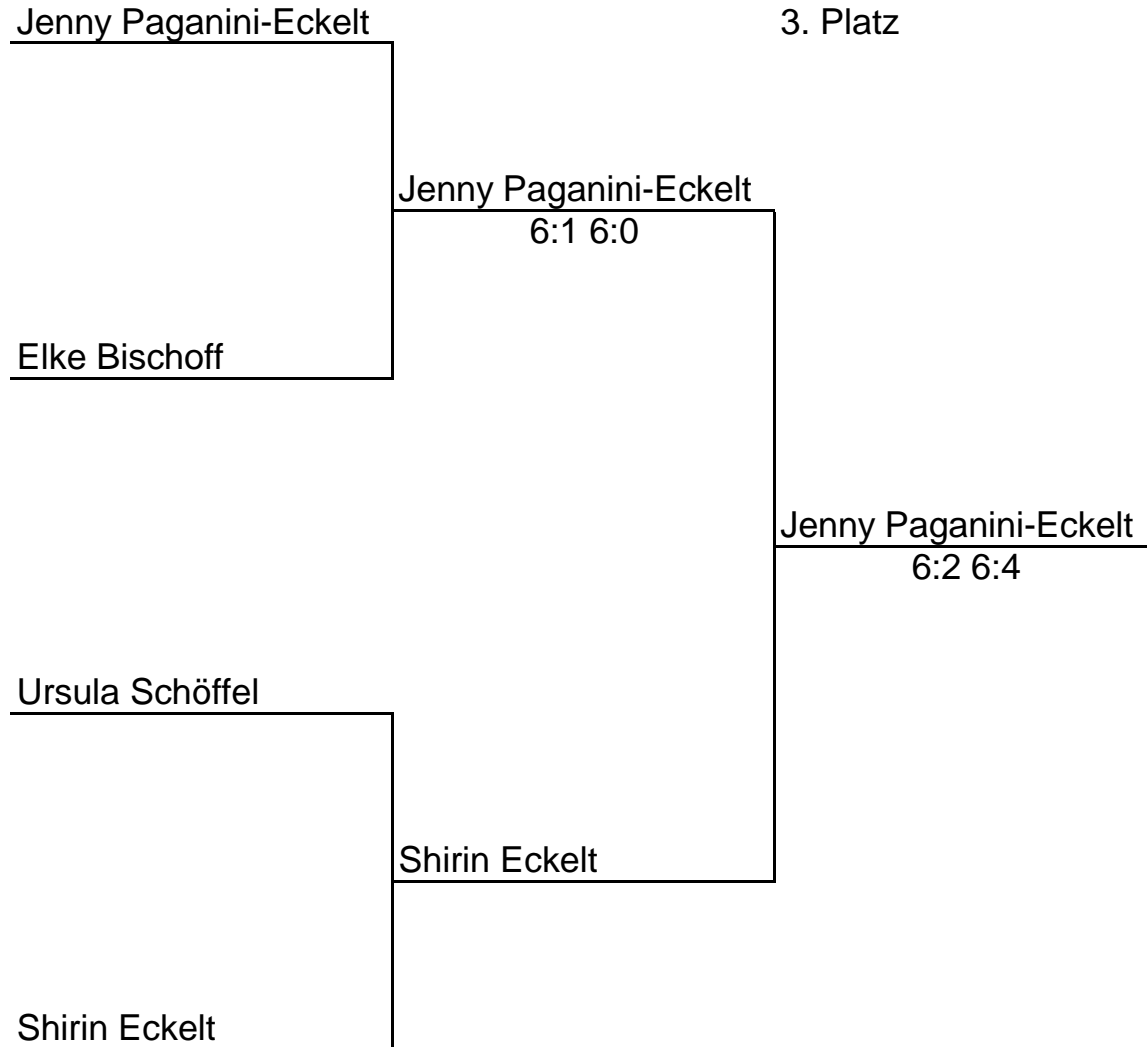 Jenny Paganini-Eckelt
3. Platz
Jenny Paganini-Eckelt
6:1 6:0
Elke Bischoff
Jenny Paganini-Eckelt
6:2 6:4
Ursula Schöffel
Shirin Eckelt
Shirin Eckelt